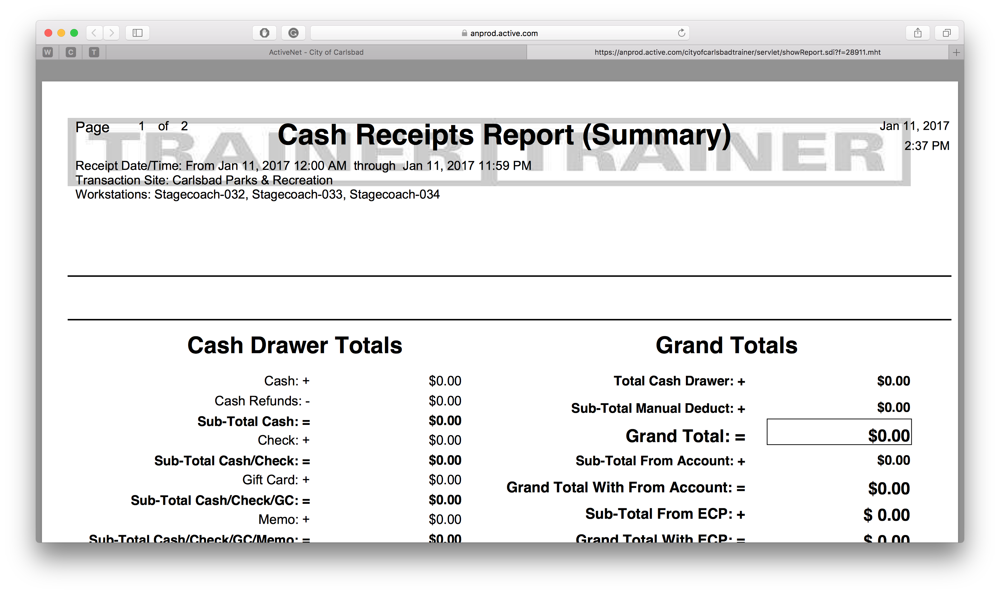 anprod.active.com
W C T ActiveNet - City of Carlsbad https://anprod.active.com/cityofcarlsbadtrainer/servlet/showReport.sdi?f=28911.mht
Page 1 of 2 Cash Receipts Report (Summary) Jan 11, 2017
TRAINER TRAINER
2:37 PM
Receipt Date/Time: From Jan 11, 2017 12:00 AM through Jan 11, 2017 11:59 PM
Transaction Site: Carlsbad Parks & Recreation
Workstations: Stagecoach-032, Stagecoach-033, Stagecoach-034
Cash Drawer Totals
Cash: + $0.00
Cash Refunds: - $0.00
Sub-Total Cash: = $0.00
Check: + $0.00
Sub-Total Cash/Check: = $0.00
Gift Card: + $0.00
Sub-Total Cash/Check/GC: = $0.00
Memo: + $0.00
Sub-Total Cash/Check/GC/Memo: = $0.00
Grand Totals
Total Cash Drawer: + $0.00
Sub-Total Manual Deduct: + $0.00
Grand Total: = $0.00
Sub-Total From Account: + $0.00
Grand Total With From Account: = $0.00
Sub-Total From ECP: + $ 0.00
Grand Total With ECP: = $ 0.00